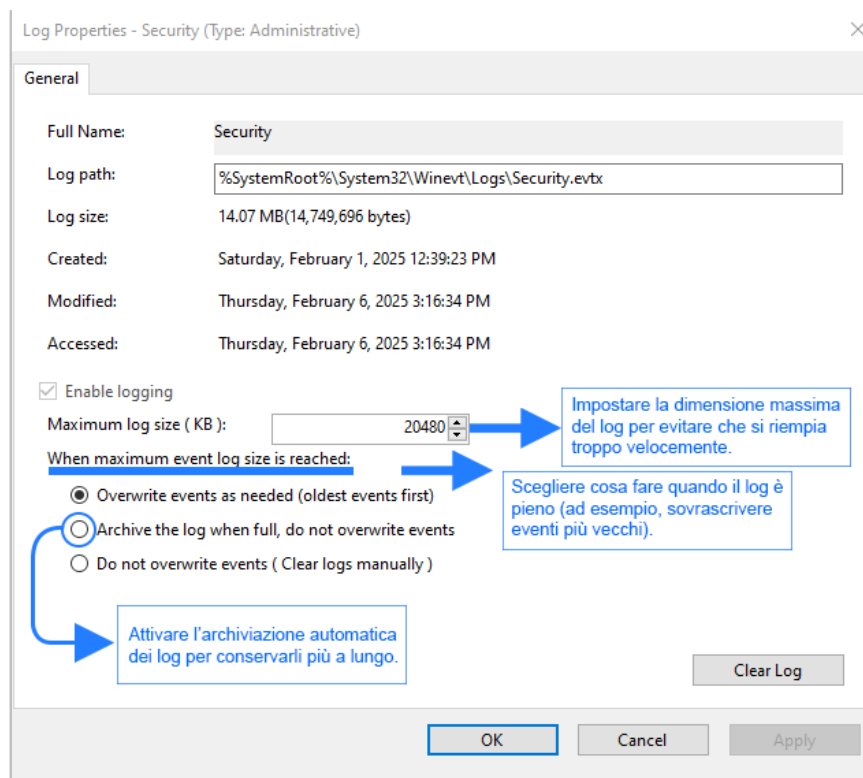 Log Properties - Security (Type: Administrative)
General
Full Name: Security
Log path: %SystemRoot%\System32\Winevt\Logs\Security.evtx
Log size: 14.07 MB(14,749,696 bytes)
Created: Saturday, February 1, 2025 12:39:23 PM
Modified: Thursday, February 6, 2025 3:16:34 PM
Accessed: Thursday, February 6, 2025 3:16:34 PM
Enable logging
Maximum log size ( KB ): 20480
Impostare la dimensione massima
del log per evitare che si riempia
troppo velocemente.
When maximum event log size is reached:
Scegliere cosa fare quando il log è
pieno (ad esempio, sovrascrivere
eventi più vecchi).
Overwrite events as needed (oldest events first)
Archive the log when full, do not overwrite events
Do not overwrite events ( Clear logs manually )
Attivare l'archiviazione automatica
dei log per conservarli più a lungo.
Clear Log
OK Cancel Apply